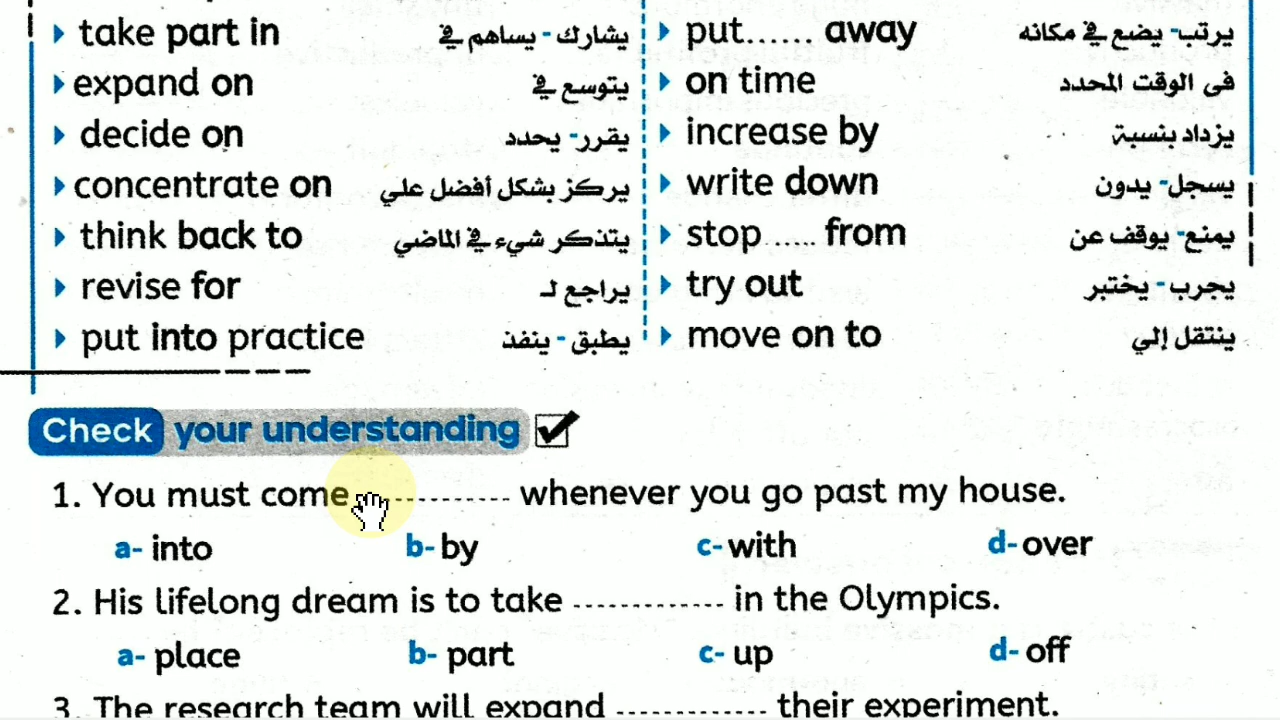 take part in يشارك - يساهم في
expand on يتوسع في
decide on يقرر - يحدد
concentrate on يركز بشكل أفضل علي
think back to يتذكر شيء في الماضي
revise for يراجع لـ
put into practice يطبق - ينفذ
put...... away يرتب - يضع في مكانه
on time فى الوقت المحدد
increase by يزداد بنسبة
write down يسجل - يدون
stop ..... from يمنع - يوقف عن
try out يجرب - يختبر
move on to ينتقل إلي
Check your understanding
1. You must come ............. whenever you go past my house.
a- into b- by c- with d- over
2. His lifelong dream is to take ............. in the Olympics.
a- place b- part c- up d- off
3. The research team will expand ............. their experiment.